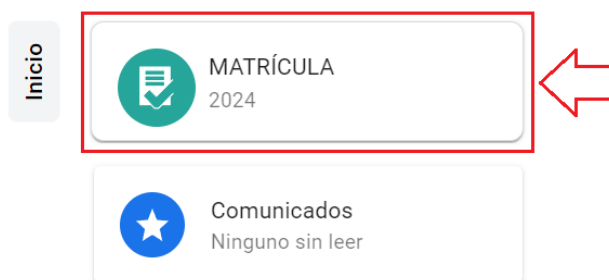 Inicio
MATRÍCULA
2024
Comunicados
Ninguno sin leer